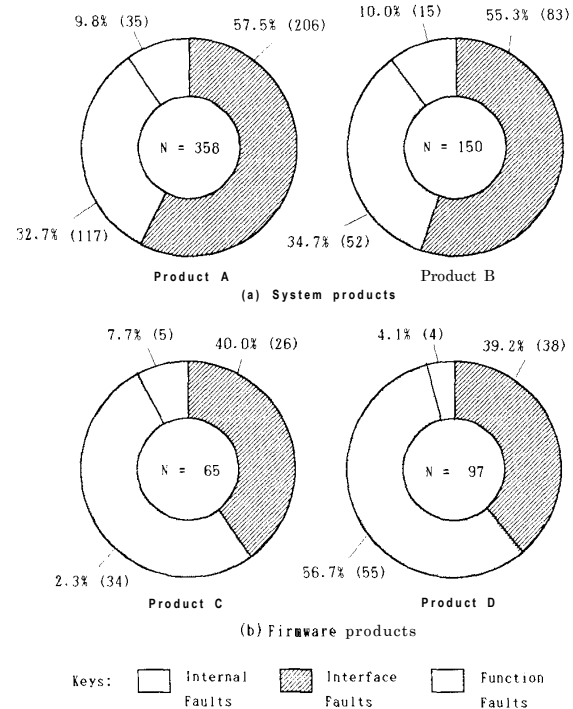 9.8% (35) 57.5% (206) 10.0% (15) 55.3% (83)
N = 358 N = 150
32.7% (117) 34.7% (52)
Product A Product B
(a) System products
7.7% (5) 40.0% (26) 4.1% (4) 39.2% (38)
N = 65 N = 97
2.3% (34) 56.7% (55)
Product C Product D
(b) Firmware products
Keys: Internal Faults Interface Faults Function Faults